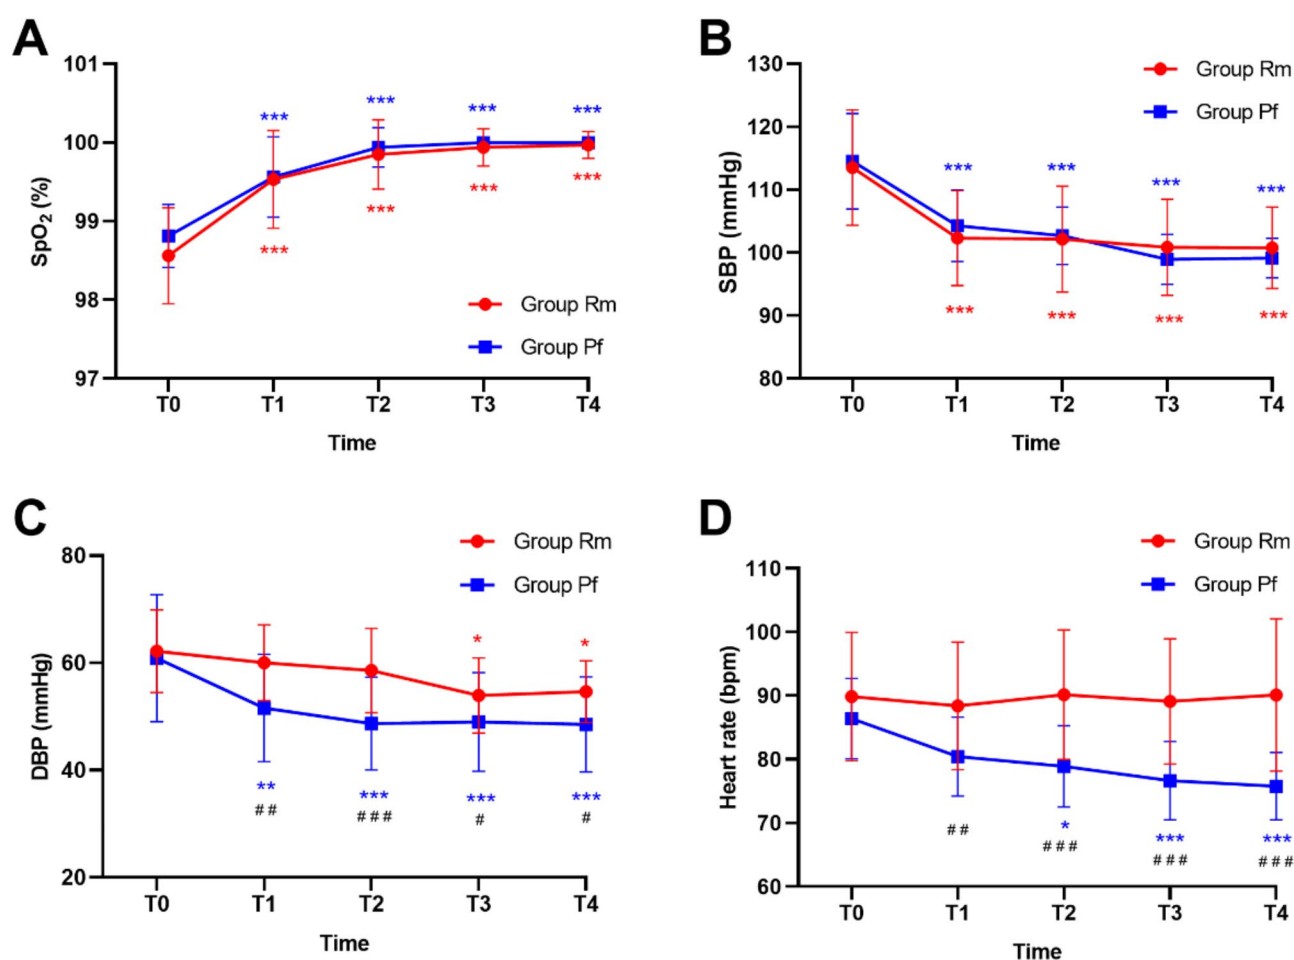 A
SpO2 (%)
101
100
99
98
97
***
***
***
***
***
***
***
***
Group Rm
Group Pf
T0 T1 T2 T3 T4
Time
B
SBP (mmHg)
130
120
110
100
90
80
Group Rm
Group Pf
***
***
***
***
***
***
***
***
T0 T1 T2 T3 T4
Time
C
DBP (mmHg)
80
60
40
20
Group Rm
Group Pf
*
*
**
***
***
***
##
###
#
#
T0 T1 T2 T3 T4
Time
D
Heart rate (bpm)
110
100
90
80
70
60
Group Rm
Group Pf
*
***
***
##
###
###
###
T0 T1 T2 T3 T4
Time